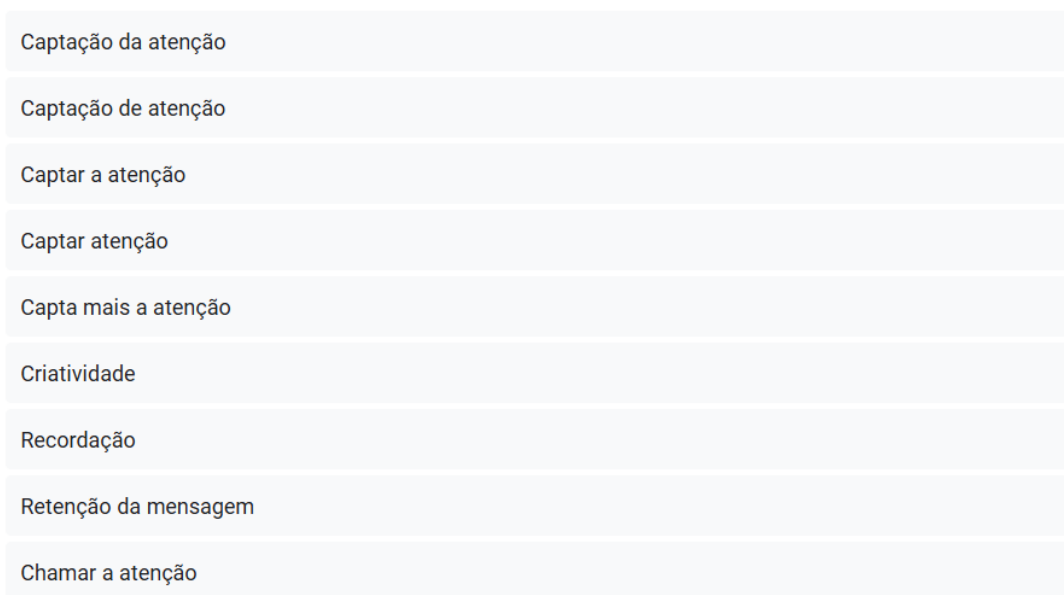 Captação da atenção
Captação de atenção
Captar a atenção
Captar atenção
Capta mais a atenção
Criatividade
Recordação
Retenção da mensagem
Chamar a atenção